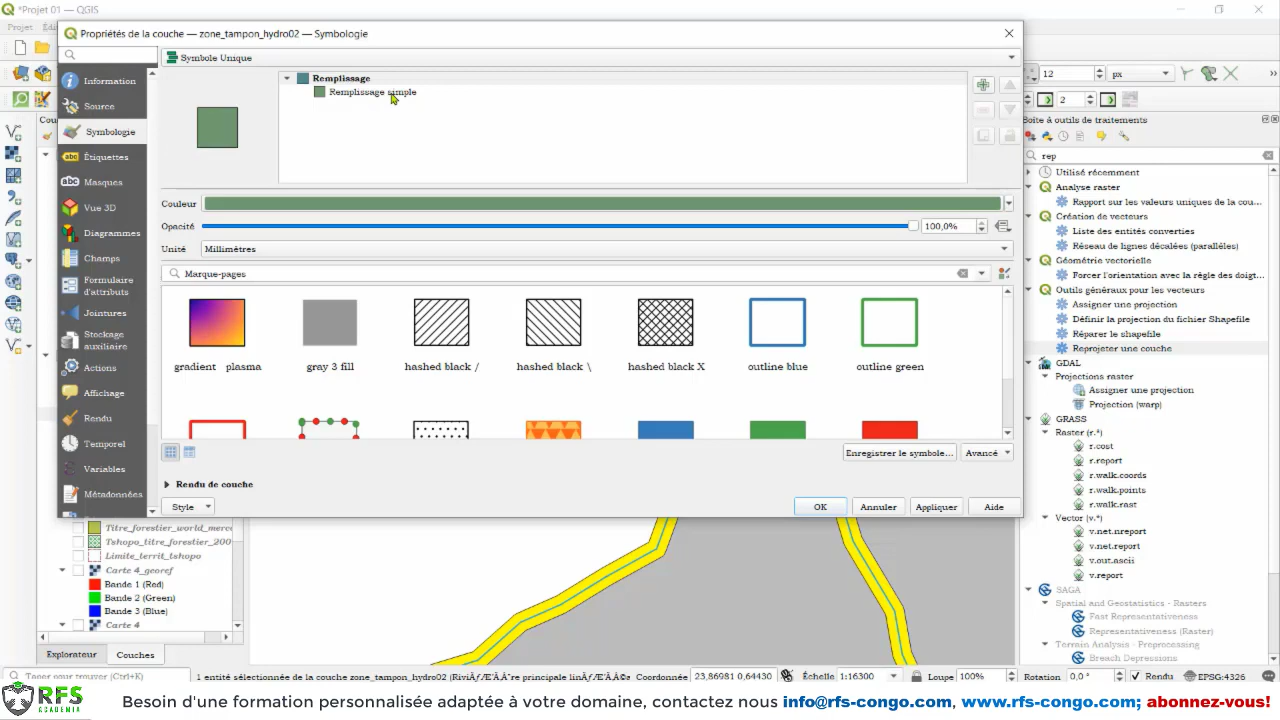 *Projet 01 — QGIS
Projet
Propriétés de la couche — zone_tampon_hydro02 — Symbologie
Information
Source
Symbologie
Étiquettes
Masques
Vue 3D
Diagrammes
Champs
Formulaire
d'attributs
Jointures
Stockage
auxiliaire
Actions
Affichage
Rendu
Temporel
Variables
Métadonnées
Symbole Unique
Remplissage
Remplissage simple
Couleur
Opacité
100,0%
Unité
Millimètres
Marque-pages
gradient plasma
gray 3 fill
hashed black /
hashed black \
hashed black X
outline blue
outline green
Enregistrer le symbole...
Avancé
Rendu de couche
Style
OK
Annuler
Appliquer
Aide
12
px
2
Boîte à outils de traitements
rep
Utilisé récemment
Analyse raster
Rapport sur les valeurs uniques de la cou...
Création de vecteurs
Liste des entités converties
Réseau de lignes décalées (parallèles)
Géométrie vectorielle
Forcer l'orientation avec la règle des doigt...
Outils généraux pour les vecteurs
Assigner une projection
Définir la projection du fichier Shapefile
Réparer le shapefile
Reprojeter une couche
GDAL
Projections raster
Assigner une projection
Projection (warp)
GRASS
Raster (r.*)
r.cost
r.report
r.walk.coords
r.walk.points
r.walk.rast
Vector (v.*)
v.net.nreport
v.net.report
v.out.ascii
v.report
SAGA
Spatial and Geostatistics - Rasters
Fast Representativeness
Representativeness (Raster)
Terrain Analysis - Preprocessing
Breach Depressions
Titre_forestier_world_merc
Tshopo_titre_forestier_200
Limite_territ_tshopo
Carte 4_georef
Bande 1 (Red)
Bande 2 (Green)
Bande 3 (Blue)
Carte 4
Explorateur
Couches
Taper pour trouver (Ctrl+K)
1 entité sélectionnée de la couche zone_tampon_hydro02
Coordonnée
23,86281 0,64430
Échelle
1:16300
Loupe
100%
Rotation
0,0 °
Rendu
EPSG:4326
RFS
ACADEMIA
Besoin d'une formation personnalisée adaptée à votre domaine, contactez nous info@rfs-congo.com, www.rfs-congo.com; abonnez-vous!